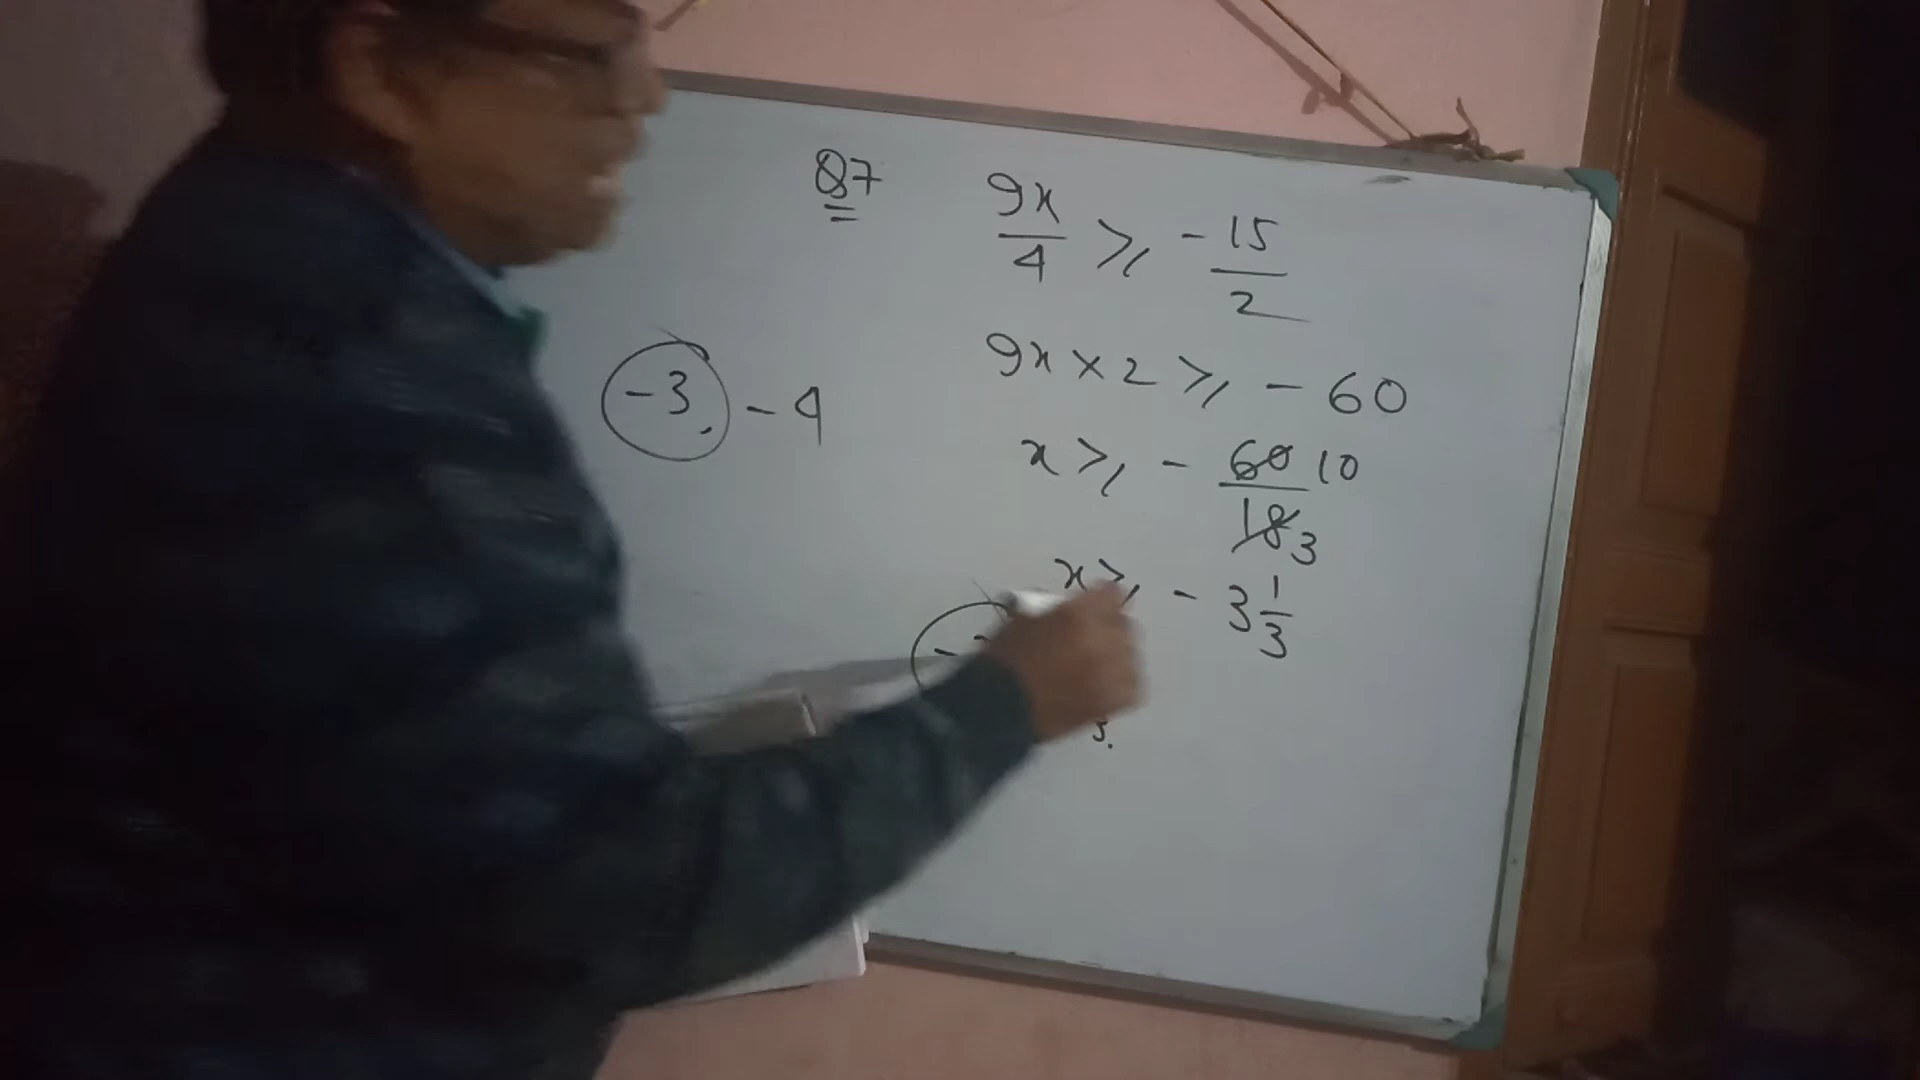 Q7
9x/4 ⩾ -15/2
9x × 2 ⩾ - 60
-3 - 4
x ⩾ - 60/18 10/3
x ⩾ - 3 1/3